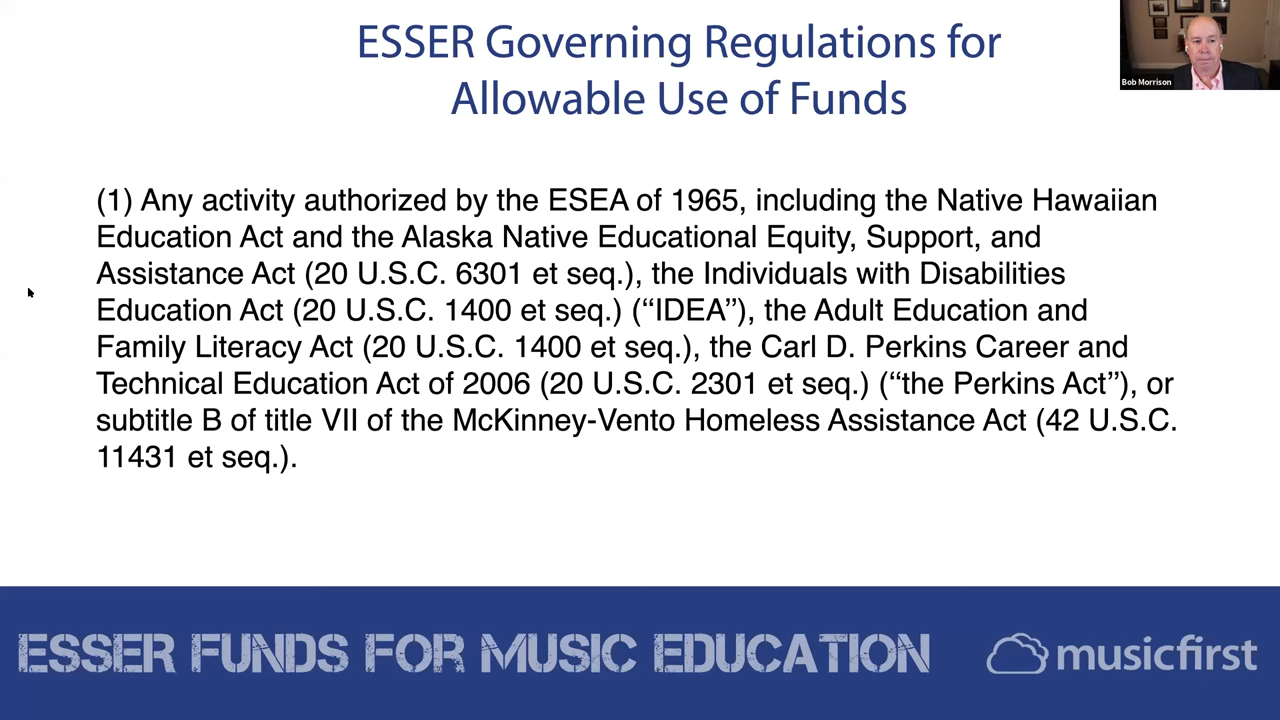 ESSER Governing Regulations for
Allowable Use of Funds
Bob Morrison
(1) Any activity authorized by the ESEA of 1965, including the Native Hawaiian
Education Act and the Alaska Native Educational Equity, Support, and
Assistance Act (20 U.S.C. 6301 et seq.), the Individuals with Disabilities
Education Act (20 U.S.C. 1400 et seq.) (“IDEA”), the Adult Education and
Family Literacy Act (20 U.S.C. 1400 et seq.), the Carl D. Perkins Career and
Technical Education Act of 2006 (20 U.S.C. 2301 et seq.) (“the Perkins Act”), or
subtitle B of title VII of the McKinney-Vento Homeless Assistance Act (42 U.S.C.
11431 et seq.).
ESSER FUNDS FOR MUSIC EDUCATION
musicfirst